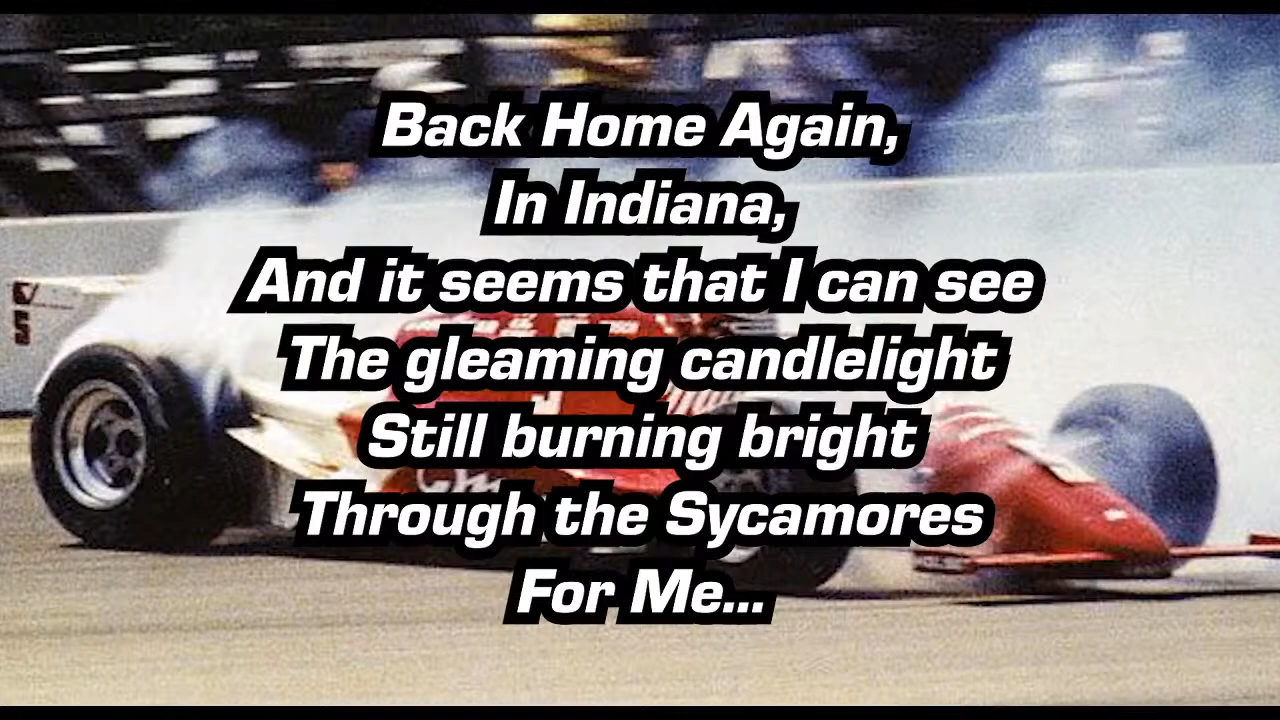 Back Home Again,
In Indiana,
And it seems that I can see
The gleaming candlelight
Still burning bright
Through the Sycamores
For Me...
5